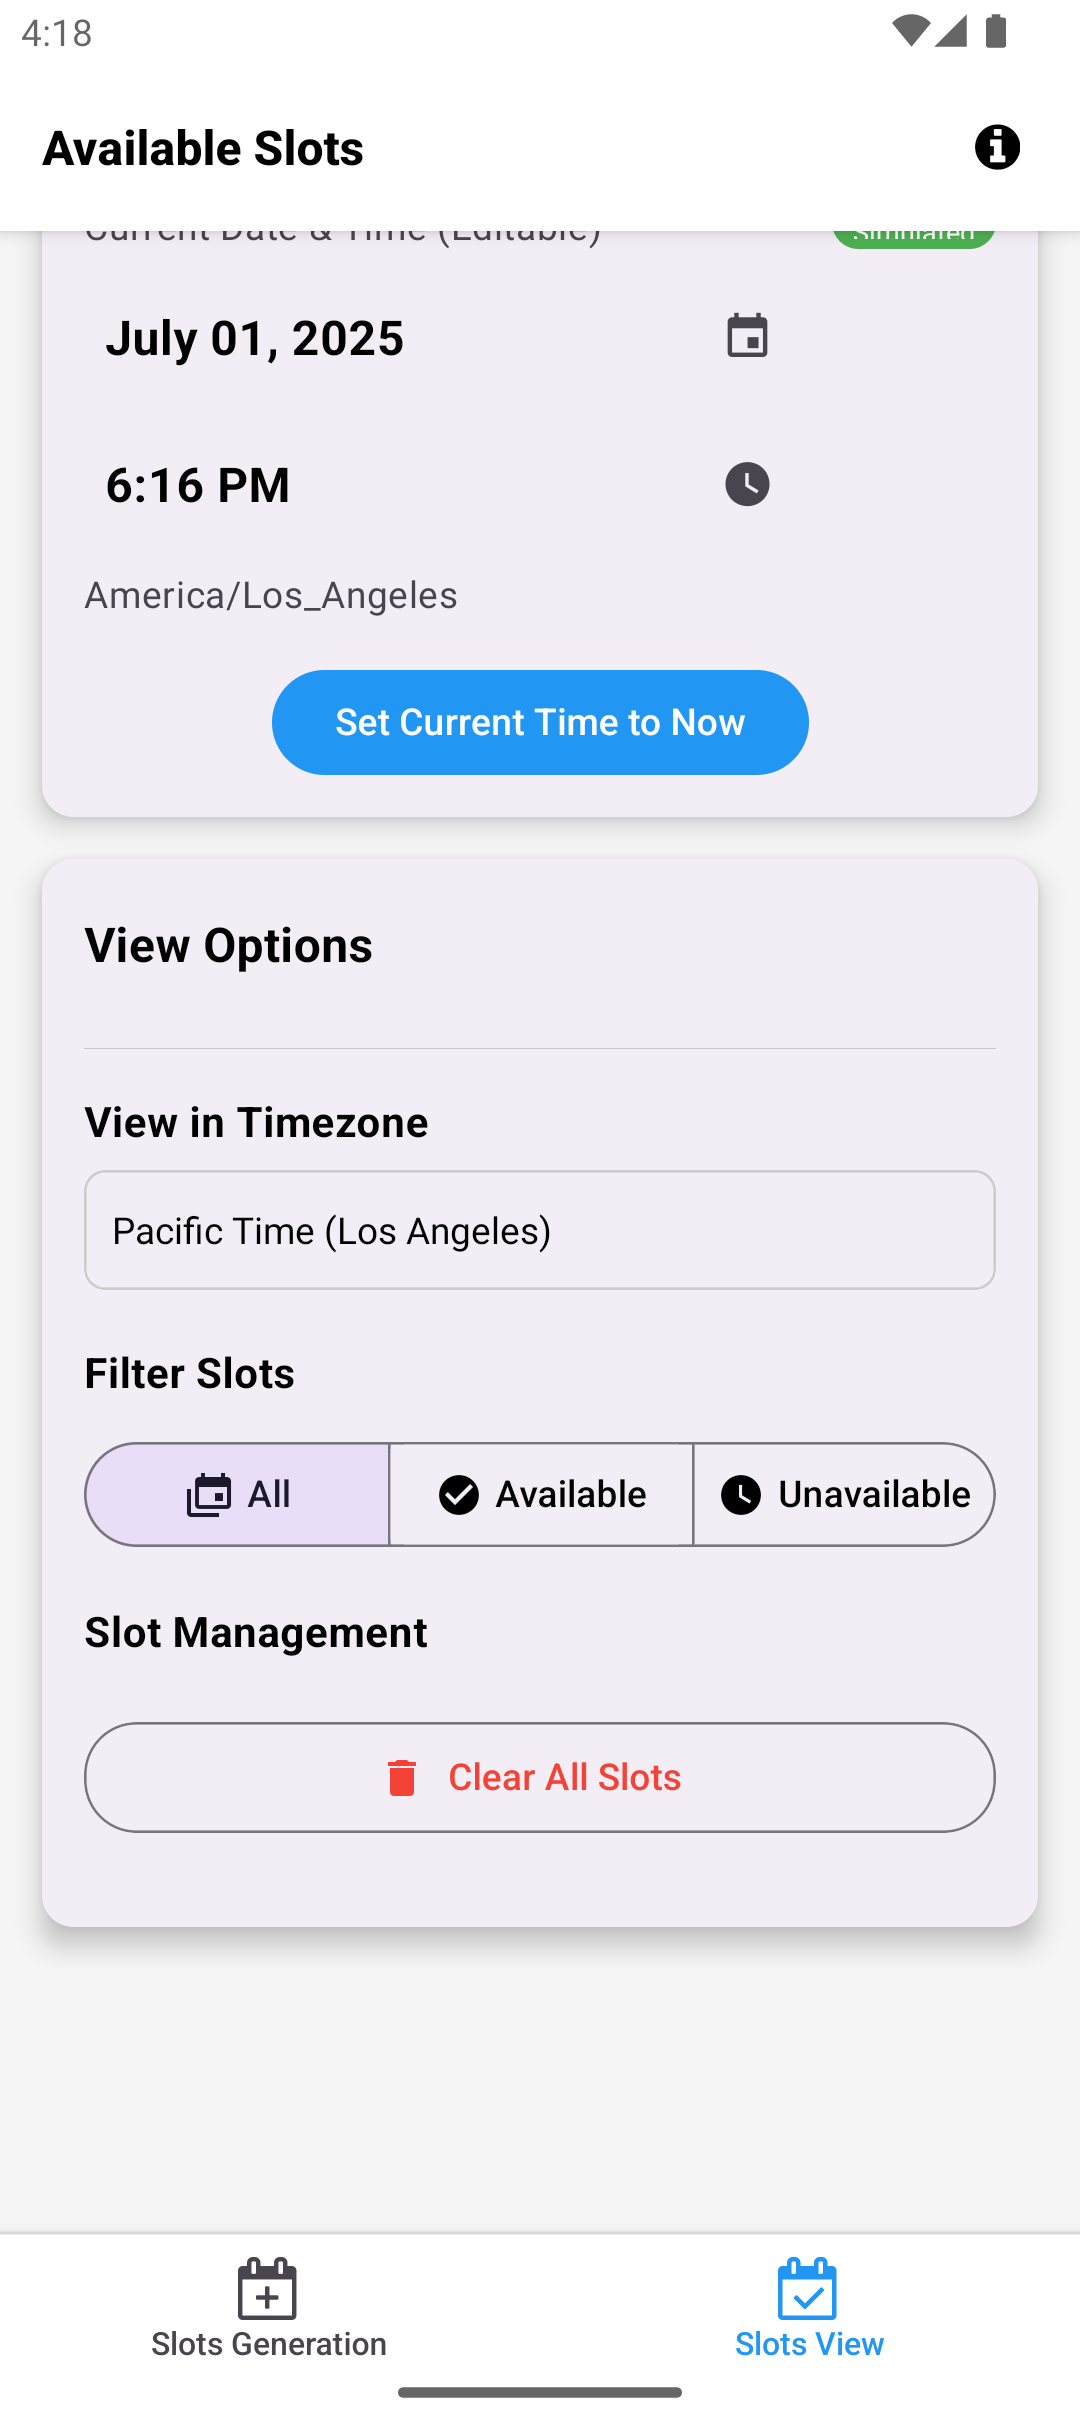 4:18
Available Slots
Current Date & Time (Editable)
Simulated
July 01, 2025
6:16 PM
America/Los_Angeles
Set Current Time to Now
View Options
View in Timezone
Pacific Time (Los Angeles)
Filter Slots
All
Available
Unavailable
Slot Management
Clear All Slots
Slots Generation
Slots View